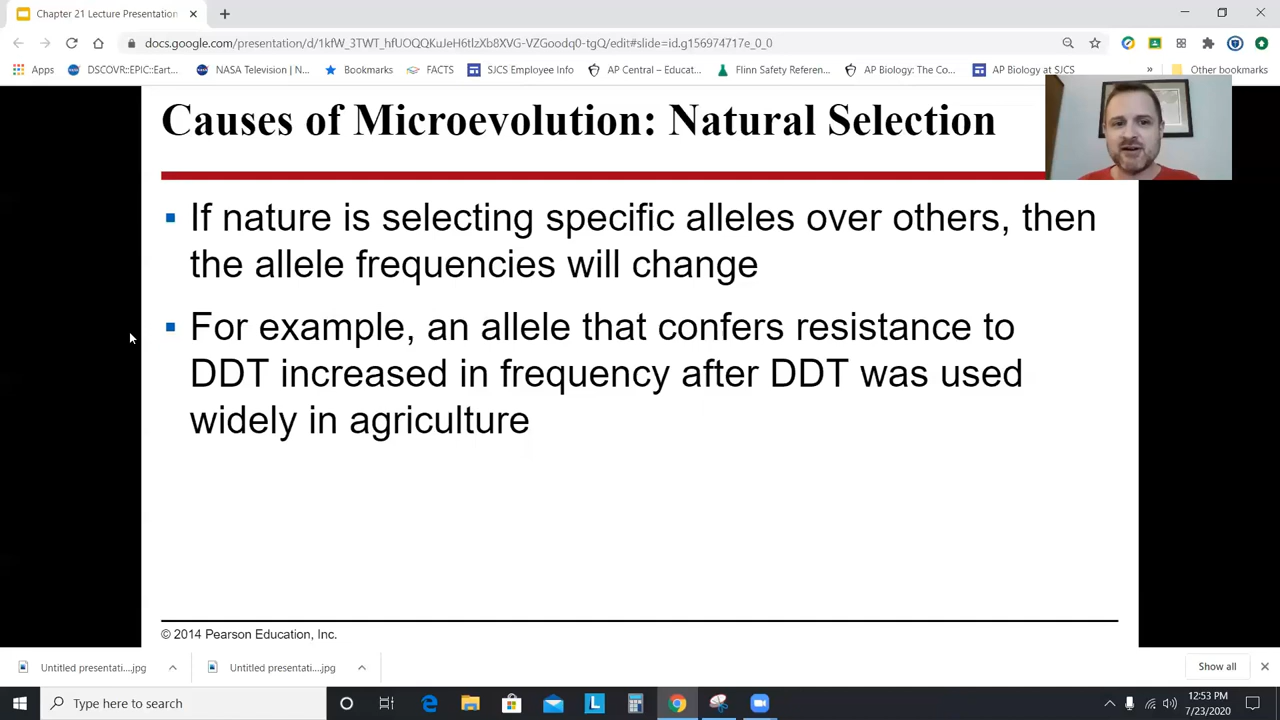 Chapter 21 Lecture Presentation
docs.google.com/presentation/d/1kfW_3TWT_hfUOQCKuJeH6tlzXb8XVG-VZGoodq0-tgQ/edit#slide=id.g156974717e_0_0
Apps DSCOVR::EPIC::Eart... NASA Television | N... Bookmarks FACTS SJCS Employee Info AP Central – Educat... Flinn Safety Referen... AP Biology: The Co... AP Biology at SJCS » Other bookmarks
Causes of Microevolution: Natural Selection
If nature is selecting specific alleles over others, then
the allele frequencies will change
For example, an allele that confers resistance to
DDT increased in frequency after DDT was used
widely in agriculture
© 2014 Pearson Education, Inc.
Untitled presentati....jpg Untitled presentati....jpg Show all
Type here to search
12:53 PM
7/23/2020